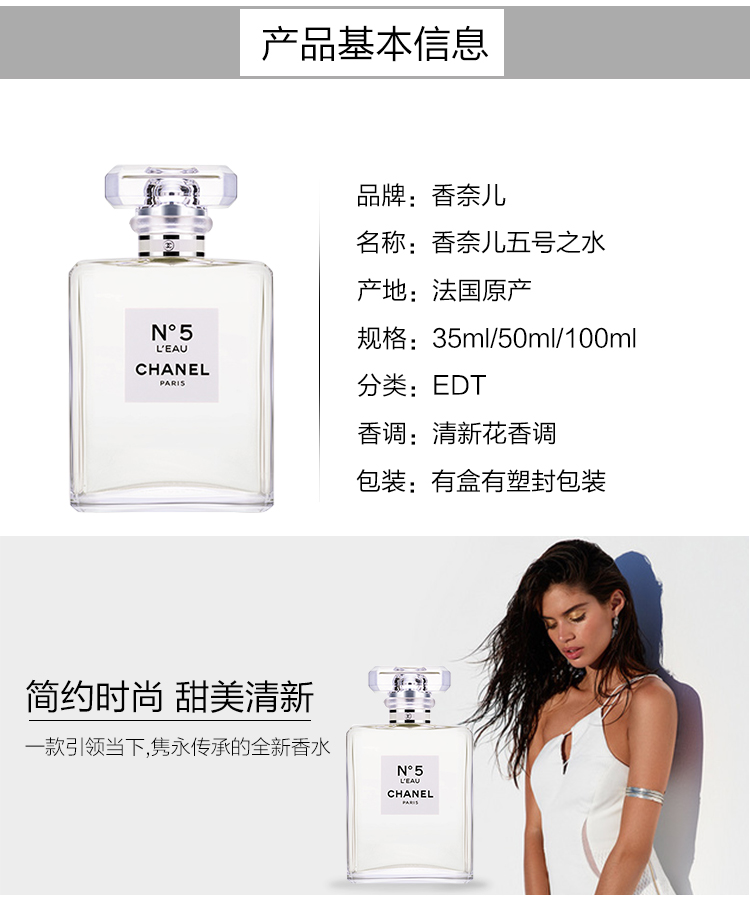 产品基本信息
N°5
L'EAU
CHANEL
PARIS
品牌：香奈儿
名称：香奈儿五号之水
产地：法国原产
规格：35ml/50ml/100ml
分类：EDT
香调：清新花香调
包装：有盒有塑封包装
简约时尚 甜美清新
一款引领当下,隽永传承的全新香水
N°5
L'EAU
CHANEL
PARIS